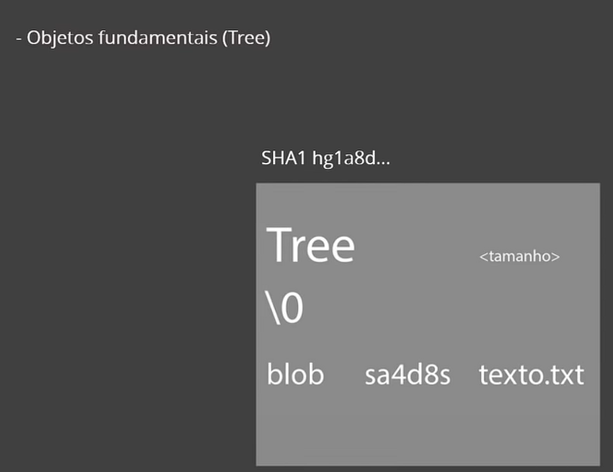 - Objetos fundamentais (Tree)
SHA1 hg1a8d...
Tree <tamanho>
\0
blob sa4d8s texto.txt